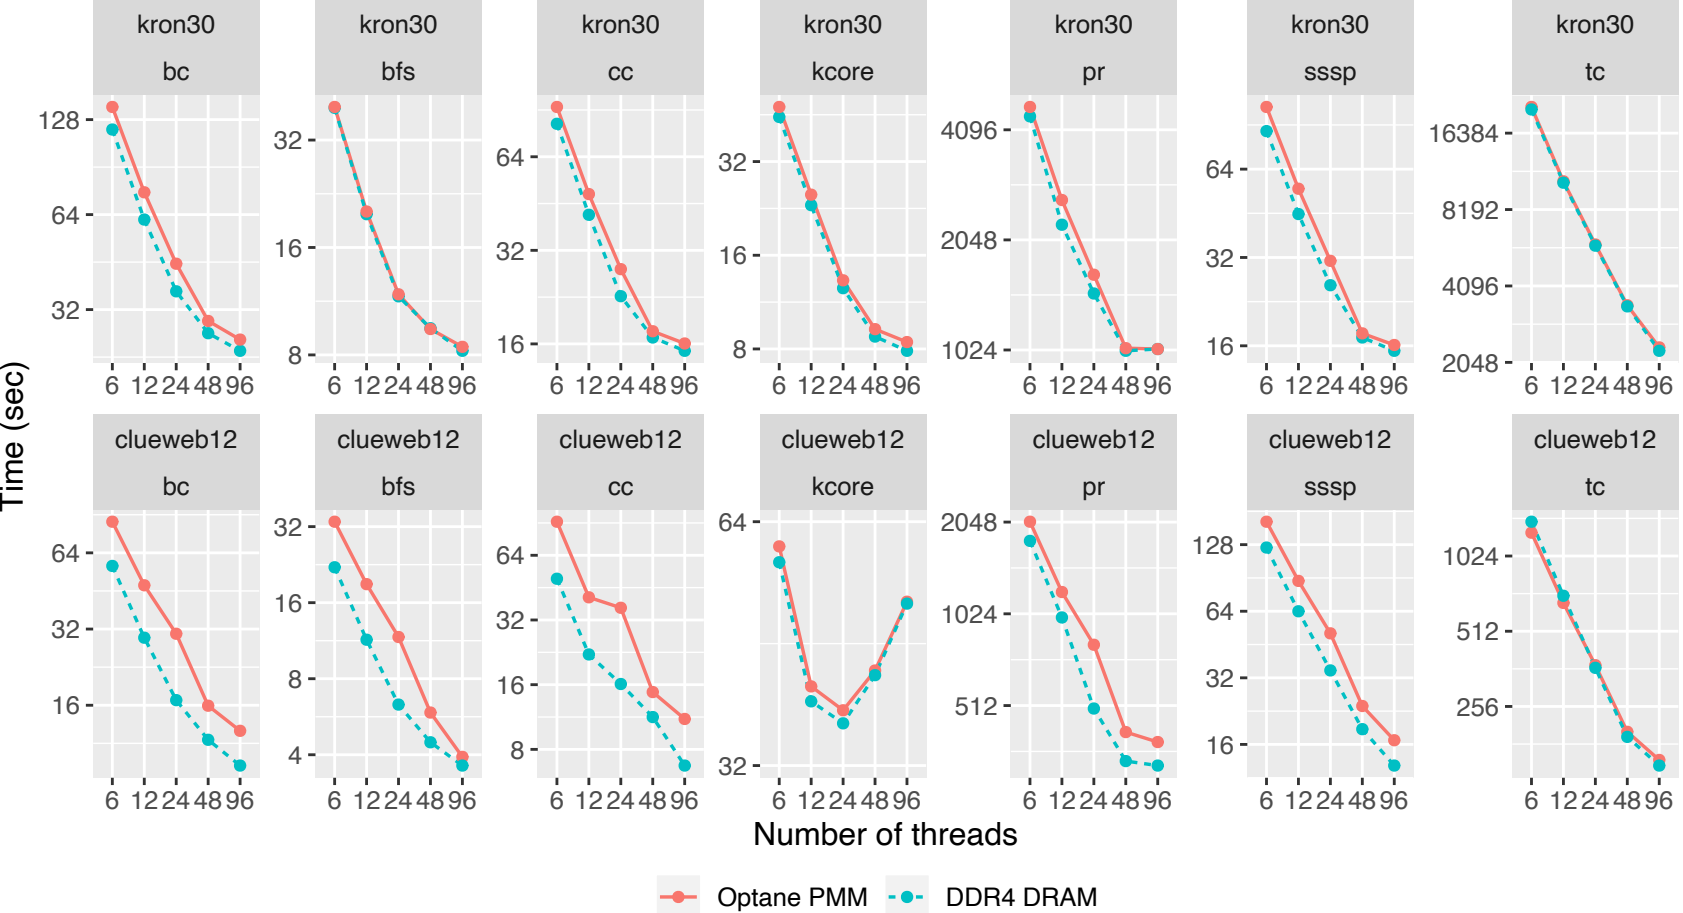 kron30 kron30 kron30 kron30 kron30 kron30 kron30
bc bfs cc kcore pr sssp tc
128 64 32
32 16 8
64 32 16
32 16 8
4096 2048 1024
64 32 16
16384 8192 4096 2048
6 12 24 48 96 6 12 24 48 96 6 12 24 48 96 6 12 24 48 96 6 12 24 48 96 6 12 24 48 96 6 12 24 48 96
Time (sec)
clueweb12 clueweb12 clueweb12 clueweb12 clueweb12 clueweb12 clueweb12
bc bfs cc kcore pr sssp tc
64 32 16
32 16 8 4
64 32 16 8
64 32
2048 1024 512
128 64 32 16
1024 512 256
6 12 24 48 96 6 12 24 48 96 6 12 24 48 96 6 12 24 48 96 6 12 24 48 96 6 12 24 48 96 6 12 24 48 96
Number of threads
Optane PMM DDR4 DRAM